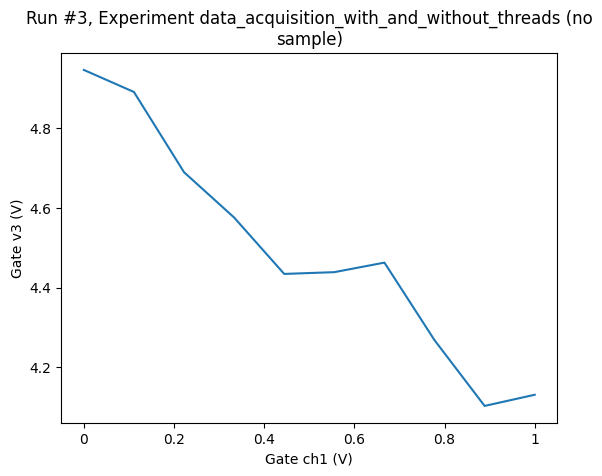 Run #3, Experiment data_acquisition_with_and_without_threads (no
sample)
Gate v3 (V)
4.8
4.6
4.4
4.2
0
0.2
0.4
0.6
0.8
1
Gate ch1 (V)